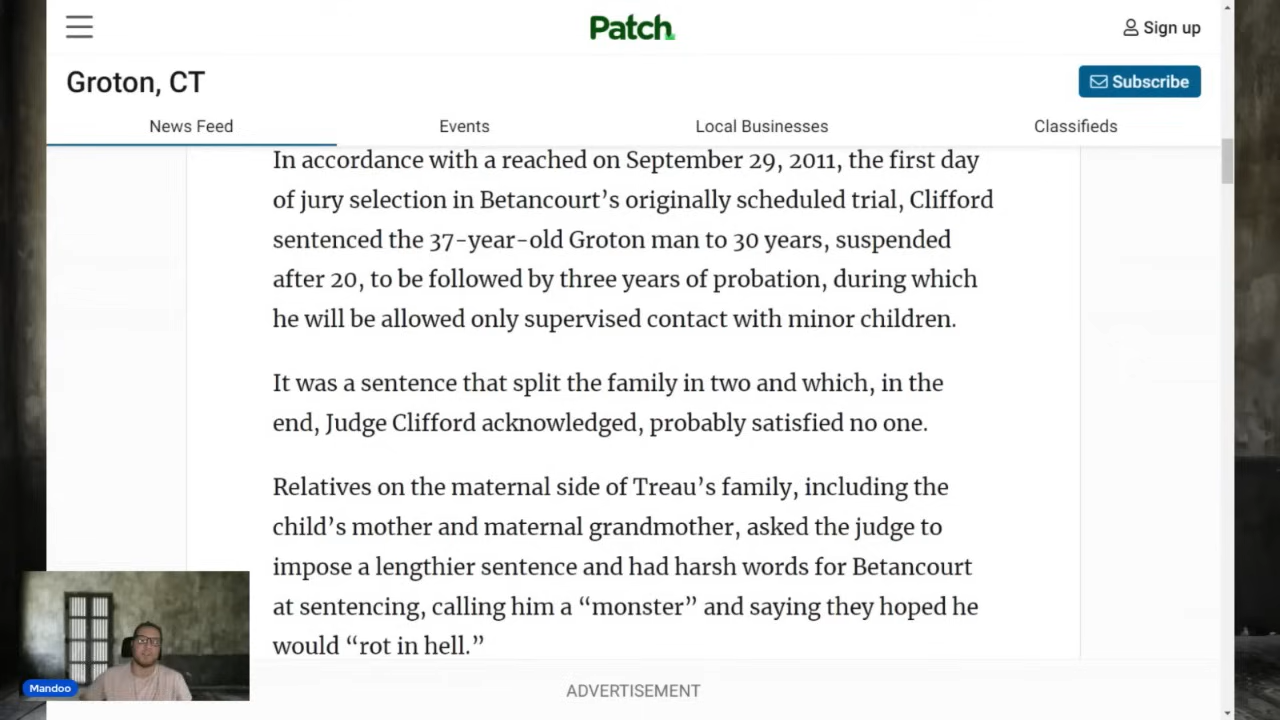 Patch
Sign up
Groton, CT
Subscribe
News Feed Events Local Businesses Classifieds
In accordance with a reached on September 29, 2011, the first day
of jury selection in Betancourt’s originally scheduled trial, Clifford
sentenced the 37-year-old Groton man to 30 years, suspended
after 20, to be followed by three years of probation, during which
he will be allowed only supervised contact with minor children.
It was a sentence that split the family in two and which, in the
end, Judge Clifford acknowledged, probably satisfied no one.
Relatives on the maternal side of Treau’s family, including the
child’s mother and maternal grandmother, asked the judge to
impose a lengthier sentence and had harsh words for Betancourt
at sentencing, calling him a “monster” and saying they hoped he
would “rot in hell.”
Mandoo
ADVERTISEMENT